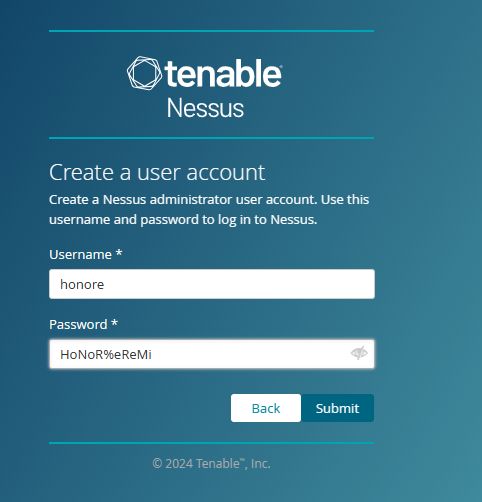 tenable
Nessus
Create a user account
Create a Nessus administrator user account. Use this
username and password to log in to Nessus.
Username *
honore
Password *
HoNoR%eReMi
Back Submit
© 2024 Tenable™, Inc.